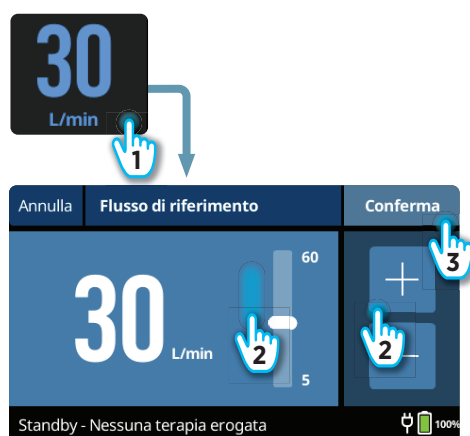 30
L/min
1
Annulla Flusso di riferimento Conferma
3
60
30 L/min
2 2
5
Standby - Nessuna terapia erogata 100%